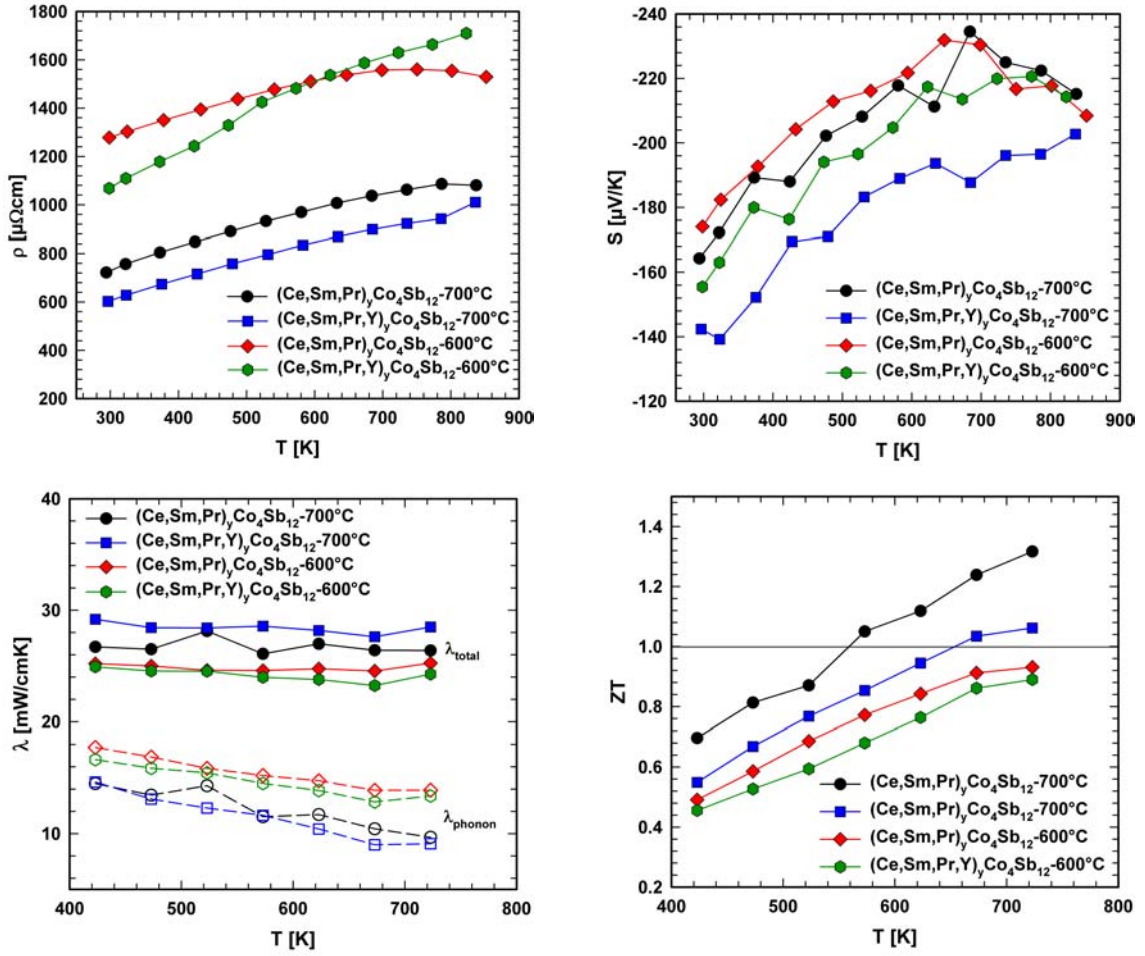 1800
1600
1400
1200
1000
800
600
400
200
ρ [μΩcm]
(Ce,Sm,Pr)yCo4Sb12-700°C
(Ce,Sm,Pr,Y)yCo4Sb12-700°C
(Ce,Sm,Pr)yCo4Sb12-600°C
(Ce,Sm,Pr,Y)yCo4Sb12-600°C
300 400 500 600 700 800 900
T [K]
-240
-220
-200
-180
-160
-140
-120
S [μV/K]
(Ce,Sm,Pr)yCo4Sb12-700°C
(Ce,Sm,Pr,Y)yCo4Sb12-700°C
(Ce,Sm,Pr)yCo4Sb12-600°C
(Ce,Sm,Pr,Y)yCo4Sb12-600°C
300 400 500 600 700 800 900
T [K]
40
30
20
10
λ [mW/cmK]
(Ce,Sm,Pr)yCo4Sb12-700°C
(Ce,Sm,Pr,Y)yCo4Sb12-700°C
(Ce,Sm,Pr)yCo4Sb12-600°C
(Ce,Sm,Pr,Y)yCo4Sb12-600°C
λtotal
λphonon
400 500 600 700 800
T [K]
1.4
1.2
1.0
0.8
0.6
0.4
0.2
ZT
(Ce,Sm,Pr)yCo4Sb12-700°C
(Ce,Sm,Pr)yCo4Sb12-700°C
(Ce,Sm,Pr)yCo4Sb12-600°C
(Ce,Sm,Pr,Y)yCo4Sb12-600°C
400 500 600 700 800
T [K]